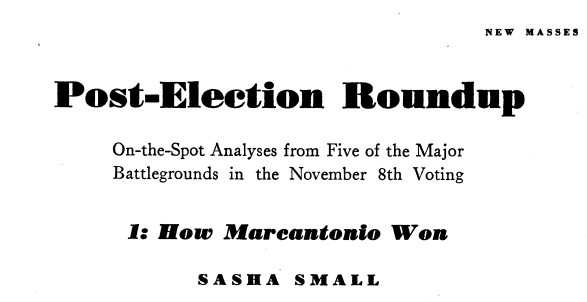 NEW MASSES
Post-Election Roundup
On-the-Spot Analyses from Five of the Major
Battlegrounds in the November 8th Voting
1: How Marcantonio Won
SASHA SMALL